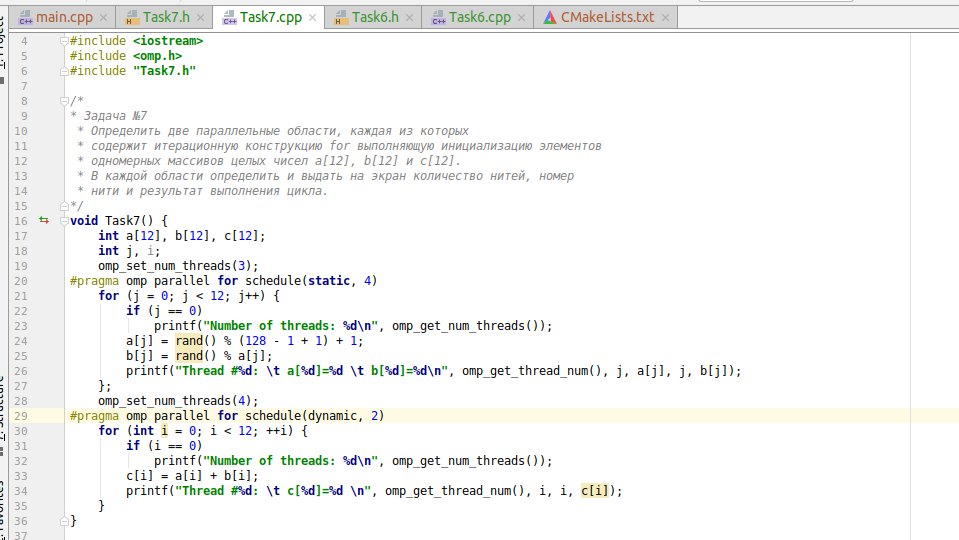 main.cpp Task7.h Task7.cpp Task6.h Task6.cpp CMakeLists.txt
4 #include <iostream>
5 #include <omp.h>
6 #include "Task7.h"
7
8 /*
9 * Задача №7
10 * Определить две параллельные области, каждая из которых
11 * содержит итерационную конструкцию for выполняющую инициализацию элементов
12 * одномерных массивов целых чисел a[12], b[12] и c[12].
13 * В каждой области определить и выдать на экран количество нитей, номер
14 * нити и результат выполнения цикла.
15 */
16 void Task7() {
17 int a[12], b[12], c[12];
18 int j, i;
19 omp_set_num_threads(3);
20 #pragma omp parallel for schedule(static, 4)
21 for (j = 0; j < 12; j++) {
22 if (j == 0)
23 printf("Number of threads: %d\n", omp_get_num_threads());
24 a[j] = rand() % (128 - 1 + 1) + 1;
25 b[j] = rand() % a[j];
26 printf("Thread #%d: \t a[%d]=%d \t b[%d]=%d\n", omp_get_thread_num(), j, a[j], j, b[j]);
27 };
28 omp_set_num_threads(4);
29 #pragma omp parallel for schedule(dynamic, 2)
30 for (int i = 0; i < 12; ++i) {
31 if (i == 0)
32 printf("Number of threads: %d\n", omp_get_num_threads());
33 c[i] = a[i] + b[i];
34 printf("Thread #%d: \t c[%d]=%d \n", omp_get_thread_num(), i, i, c[i]);
35 }
36 }
37